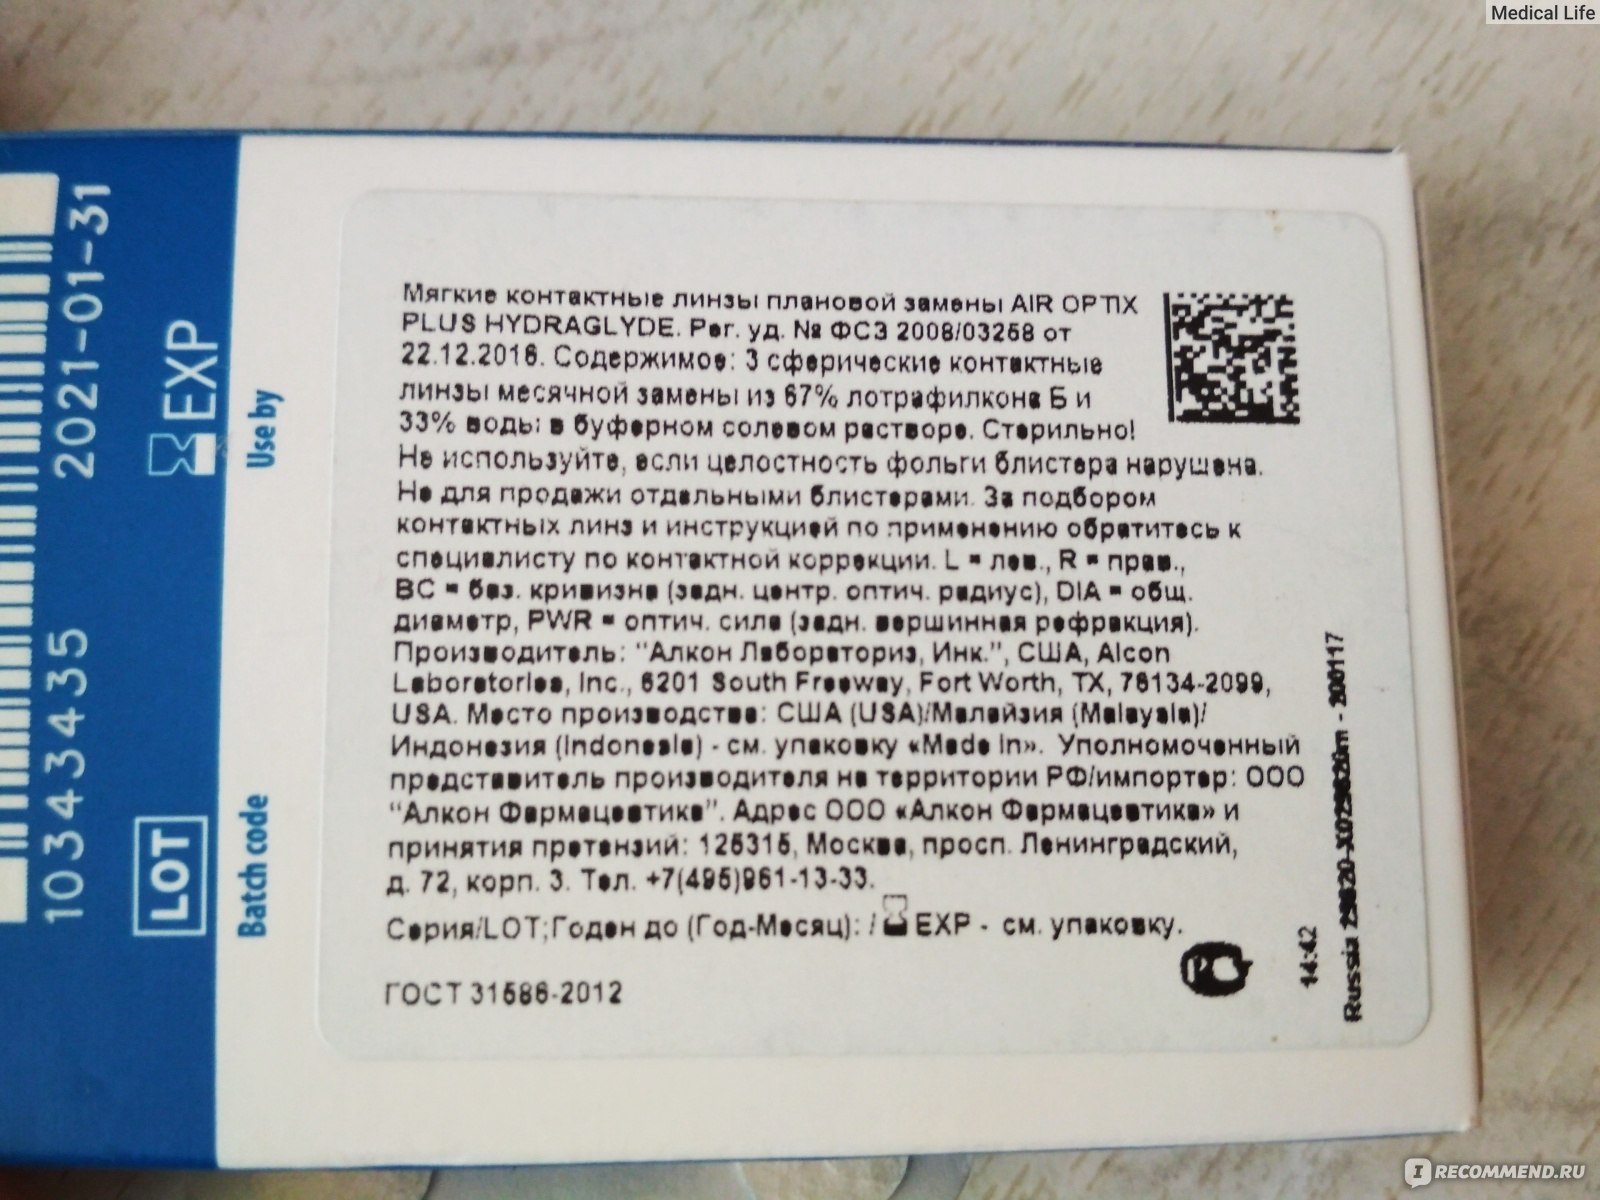 Medical Life
2021-01-31
EXP
Use by
10343435
LOT
Batch code
Мягкие контактные линзы плановой замены AIR OPTIX
PLUS HYDRAGLYDE. Рег. уд. № ФСЗ 2008/03268 от
22.12.2016. Содержимое: 3 сферические контактные
линзы месячной замены из 67% лотрафилкона Б и
33% воды в буферном солевом растворе. Стерильно!
Не используйте, если целостность фольги блистера нарушена.
Не для продажи отдельными блистерами. За подбором
контактных линз и инструкцией по применению обратитесь к
специалисту по контактной коррекции. L = лев., R = прав.,
BC = баз. кривизна (задн. центр. оптич. радиус), DIA = общ.
диаметр, PWR = оптич. сила (задн. вершинная рефракция).
Производитель: "Алкон Лабораториз, Инк.", США, Alcon
Laboratories, Inc., 6201 South Freeway, Fort Worth, TX, 76134-2099,
USA. Место производства: США (USA)/Малайзия (Malaysia)/
Индонезия (Indonesia) - см. упаковку «Made In». Уполномоченный
представитель производителя на территории РФ/импортер: ООО
"Алкон Фармацевтика". Адрес ООО «Алкон Фармацевтика» и
принятия претензий: 125315, Москва, просп. Ленинградский,
д. 72, корп. 3. Тел. +7(495)961-13-33.
Серия/LOT;Годен до (Год-Месяц): / EXP - см. упаковку.
ГОСТ 31586-2012
14:42
Russia - 200117
IRECOMMEND.RU